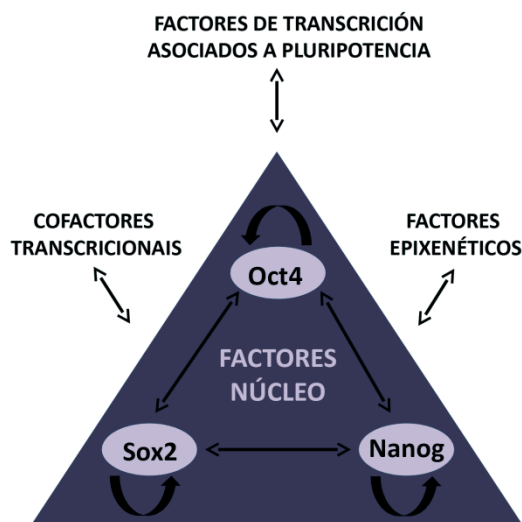 FACTORES DE TRANSCRICIÓN
ASOCIADOS A PLURIPOTENCIA
COFACTORES
TRANSCRICIONAIS
FACTORES
EPIXENÉTICOS
Oct4
FACTORES
NÚCLEO
Sox2
Nanog